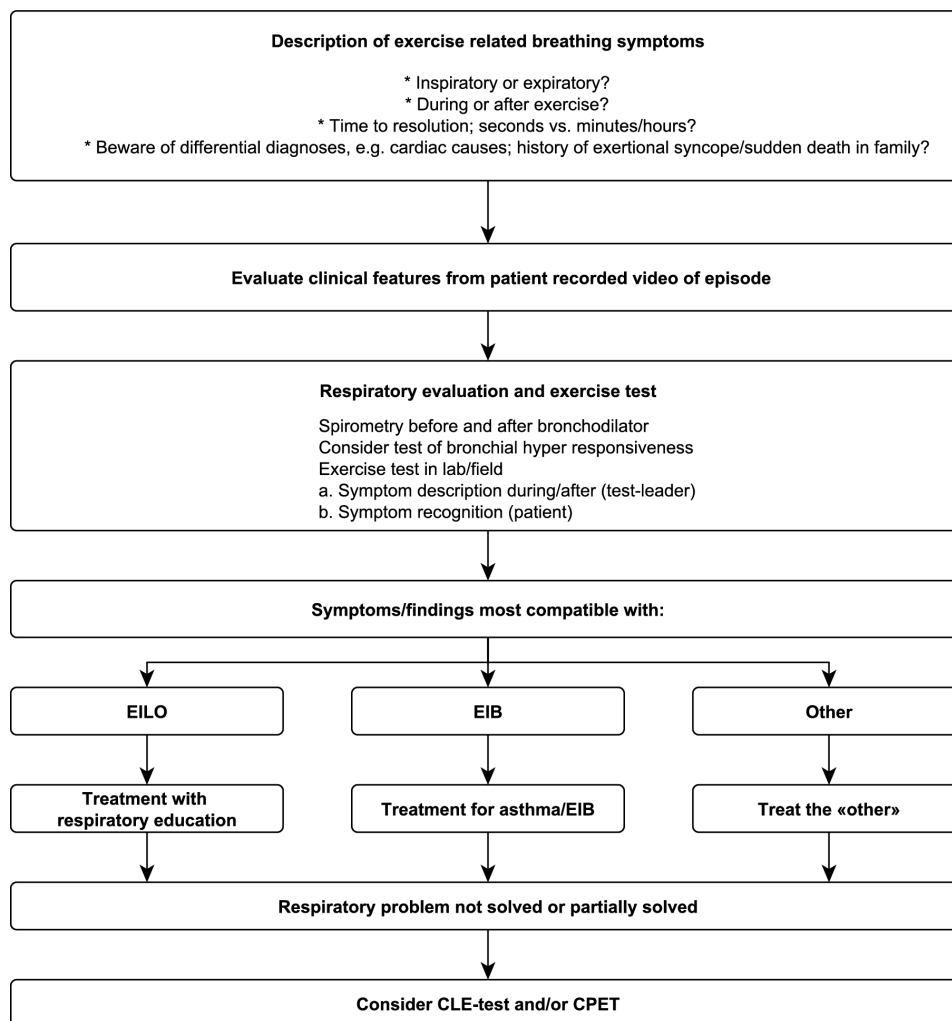 Description of exercise related breathing symptoms
* Inspiratory or expiratory?
* During or after exercise?
* Time to resolution; seconds vs. minutes/hours?
* Beware of differential diagnoses, e.g. cardiac causes; history of exertional syncope/sudden death in family?
Evaluate clinical features from patient recorded video of episode
Respiratory evaluation and exercise test
Spirometry before and after bronchodilator
Consider test of bronchial hyper responsiveness
Exercise test in lab/field
a. Symptom description during/after (test-leader)
b. Symptom recognition (patient)
Symptoms/findings most compatible with:
EILO
EIB
Other
Treatment with
respiratory education
Treatment for asthma/EIB
Treat the «other»
Respiratory problem not solved or partially solved
Consider CLE-test and/or CPET